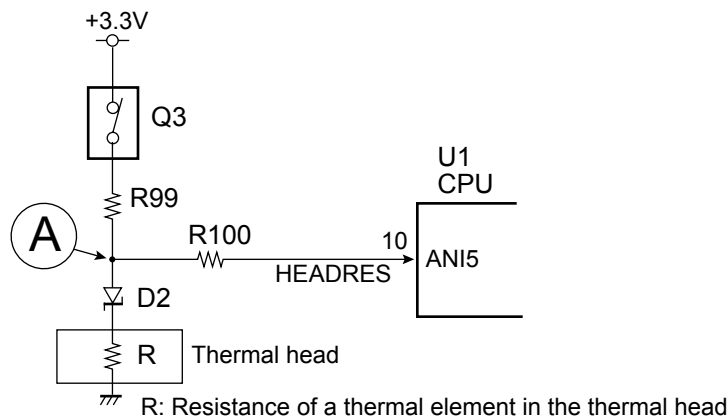 +3.3V
Q3
U1
CPU
R99
A
R100
10
ANI5
HEADRES
D2
R
Thermal head
R: Resistance of a thermal element in the thermal head